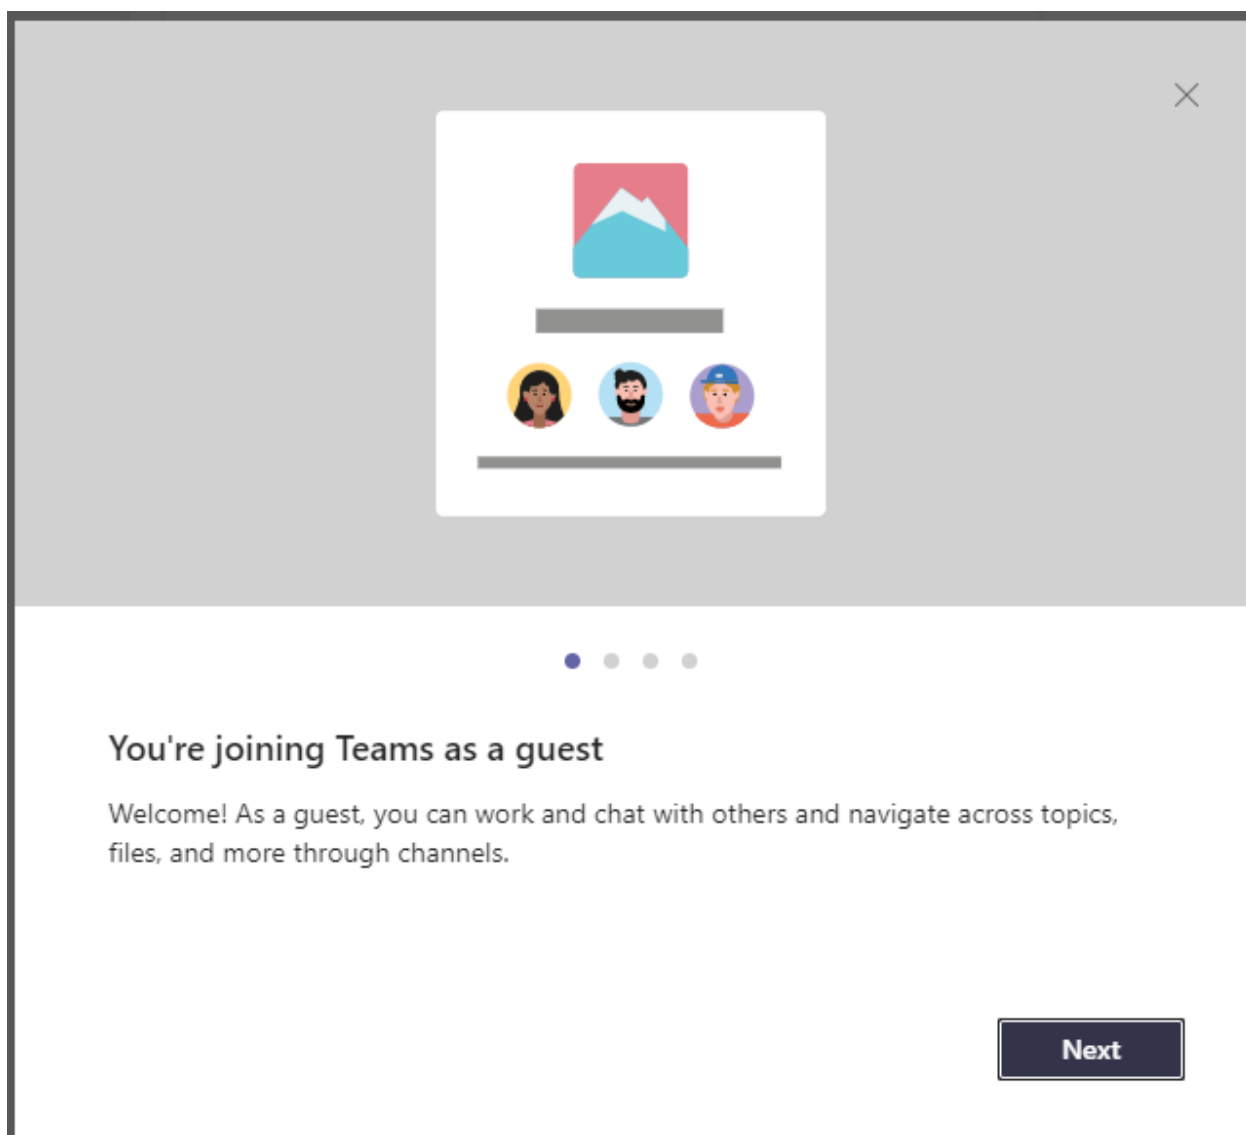 You're joining Teams as a guest
Welcome! As a guest, you can work and chat with others and navigate across topics,
files, and more through channels.
Next